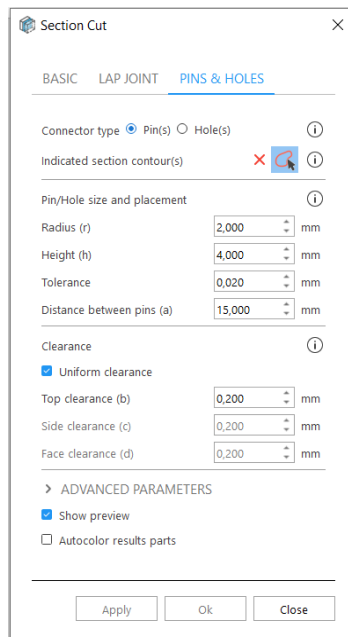 Section Cut
BASIC LAP JOINT PINS & HOLES
Connector type Pin(s) Hole(s)
Indicated section contour(s)
Pin/Hole size and placement
Radius (r) 2,000 mm
Height (h) 4,000 mm
Tolerance 0,020 mm
Distance between pins (a) 15,000 mm
Clearance
Uniform clearance
Top clearance (b) 0,200 mm
Side clearance (c) 0,200 mm
Face clearance (d) 0,200 mm
ADVANCED PARAMETERS
Show preview
Autocolor results parts
Apply Ok Close